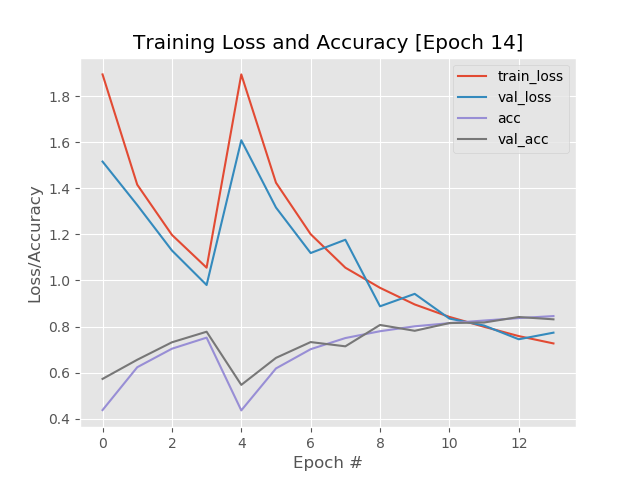 Training Loss and Accuracy [Epoch 14]
train_loss
val_loss
acc
val_acc
1.8
1.6
1.4
1.2
1.0
0.8
0.6
0.4
Loss/Accuracy
0 2 4 6 8 10 12
Epoch #